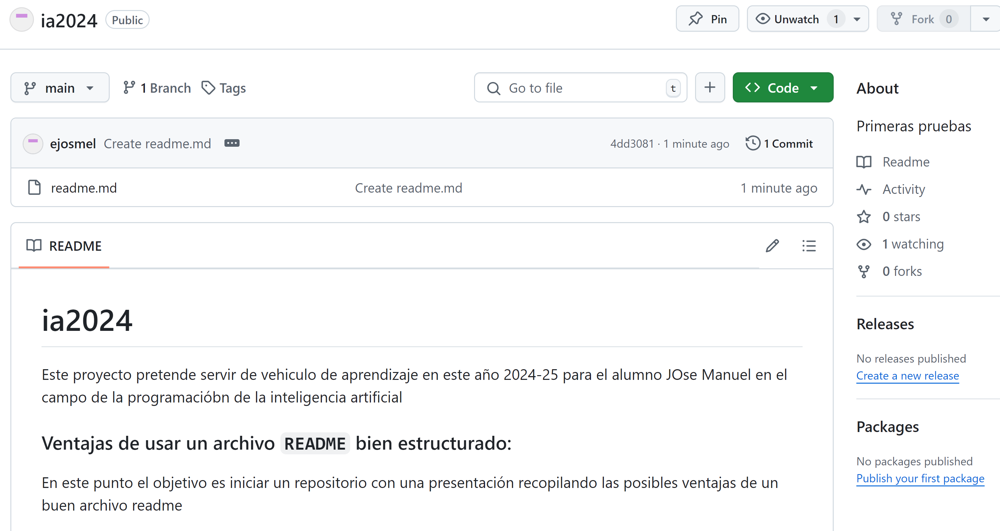 ia2024 Public Pin Unwatch 1 Fork 0
main 1 Branch Tags Go to file t Code
ejosmel Create readme.md 4dd3081 · 1 minute ago 1 Commit
readme.md Create readme.md 1 minute ago
README
ia2024
Este proyecto pretende servir de vehiculo de aprendizaje en este año 2024-25 para el alumno JOse Manuel en el
campo de la programacióbn de la inteligencia artificial
Ventajas de usar un archivo README bien estructurado:
En este punto el objetivo es iniciar un repositorio con una presentación recopilando las posibles ventajas de un
buen archivo readme
About
Primeras pruebas
Readme
Activity
0 stars
1 watching
0 forks
Releases
No releases published
Create a new release
Packages
No packages published
Publish your first package